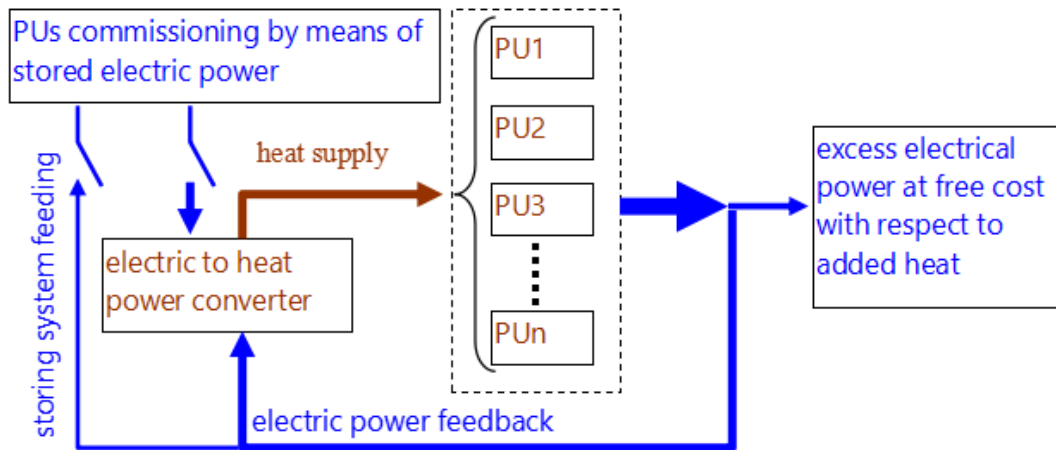 PUs commissioning by means of
stored electric power
storing system feeding
heat supply
electric to heat
power converter
PU1
PU2
PU3
PUn
excess electrical
power at free cost
with respect to
added heat
electric power feedback